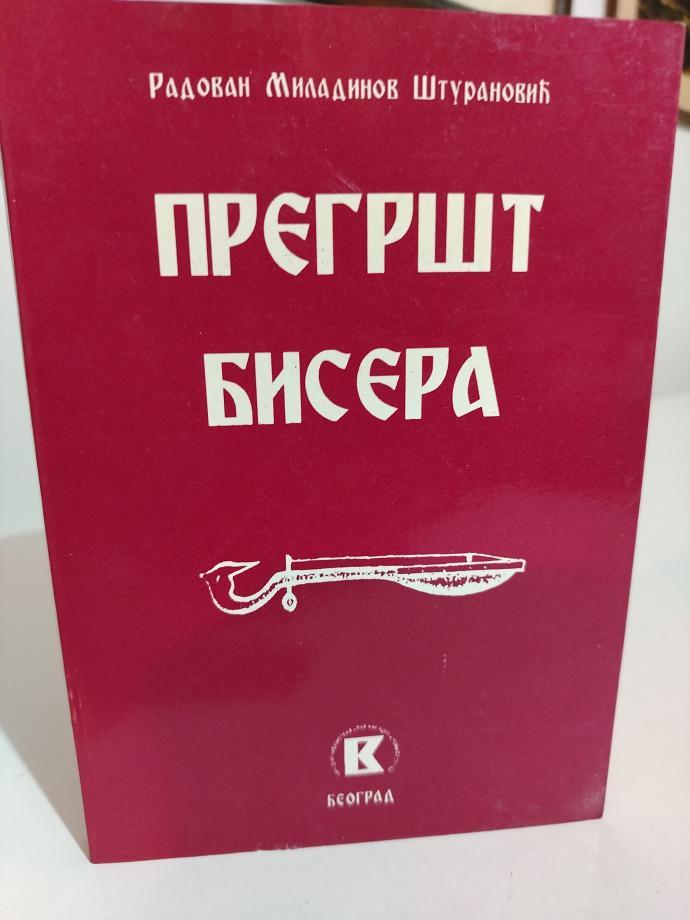 Радован Миладинов Штурановић
ПРЕГРШТ
БИСЕРА
БЕОГРАД